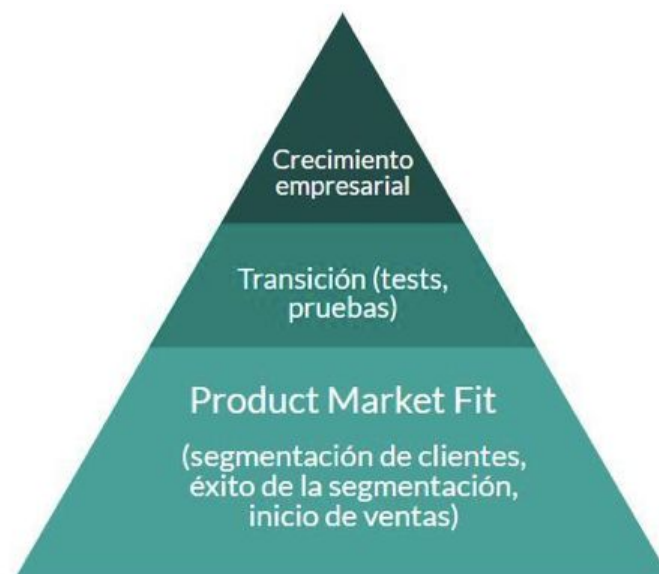 Crecimiento
empresarial
Transición (tests,
pruebas)
Product Market Fit
(segmentación de clientes,
éxito de la segmentación,
inicio de ventas)